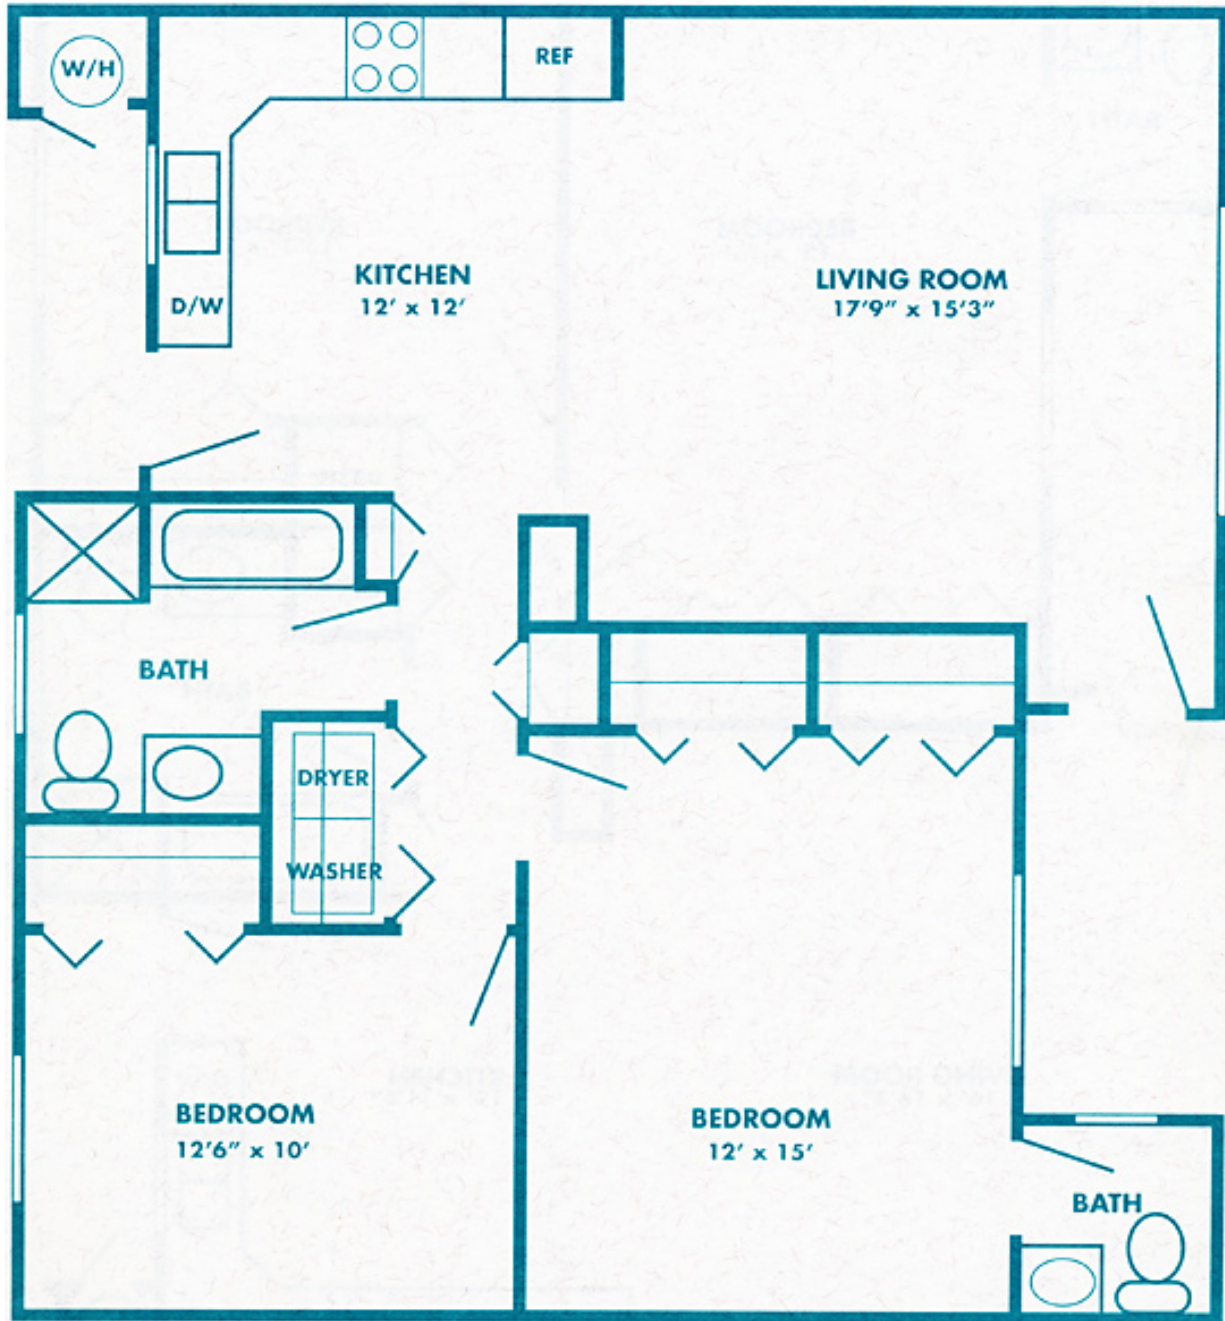 W/H
REF
KITCHEN
12' x 12'
LIVING ROOM
17'9" x 15'3"
D/W
BATH
DRYER
WASHER
BEDROOM
12'6" x 10'
BEDROOM
12' x 15'
BATH